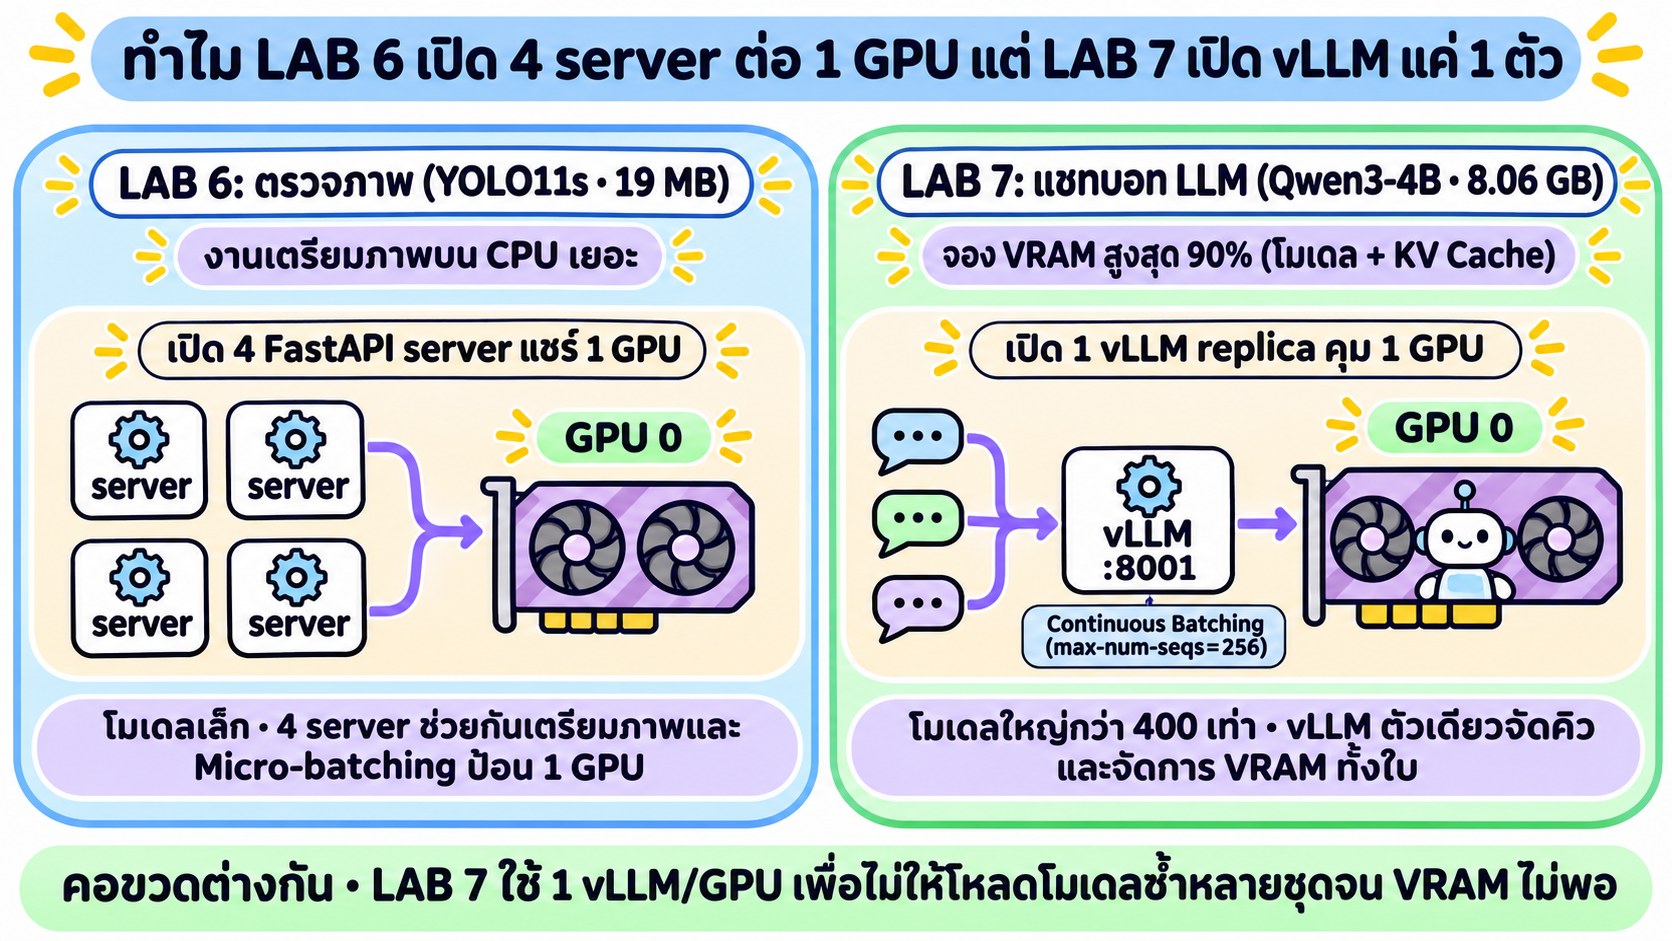 ทำไม LAB 6 เปิด 4 server ต่อ 1 GPU แต่ LAB 7 เปิด vLLM แค่ 1 ตัว
LAB 6: ตรวจภาพ (YOLO11s • 19 MB)
งานเตรียมภาพบน CPU เยอะ
เปิด 4 FastAPI server แชร์ 1 GPU
server
server
server
server
GPU 0
โมเดลเล็ก • 4 server ช่วยกันเตรียมภาพและ
Micro-batching ป้อน 1 GPU
LAB 7: แชทบอท LLM (Qwen3-4B • 8.06 GB)
จอง VRAM สูงสุด 90% (โมเดล + KV Cache)
เปิด 1 vLLM replica คุม 1 GPU
vLLM
:8001
Continuous Batching
(max-num-seqs=256)
GPU 0
โมเดลใหญ่กว่า 400 เท่า • vLLM ตัวเดียวจัดคิว
และจัดการ VRAM ทั้งใบ
คอขวดต่างกัน • LAB 7 ใช้ 1 vLLM/GPU เพื่อไม่ให้โหลดโมเดลซ้ำหลายชุดจน VRAM ไม่พอ